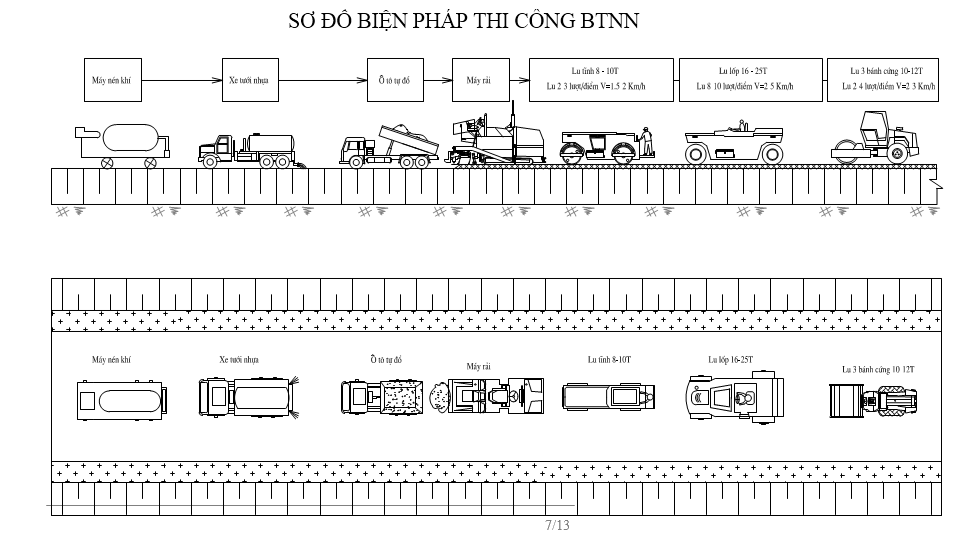 SƠ ĐỒ BIỆN PHÁP THI CÔNG BTNN
Máy nén khí
Xe tưới nhựa
Ô tô tự đổ
Máy rải
Lu tĩnh 8 - 10T
Lu 2 3 lượt/điểm V=1.5 2 Km/h
Lu lốp 16 - 25T
Lu 8 10 lượt/điểm V=2 5 Km/h
Lu 3 bánh cứng 10-12T
Lu 2 4 lượt/điểm V=2 3 Km/h
Máy nén khí
Xe tưới nhựa
Ô tô tự đổ
Máy rải
Lu tĩnh 8-10T
Lu lốp 16-25T
Lu 3 bánh cứng 10 12T
7/13